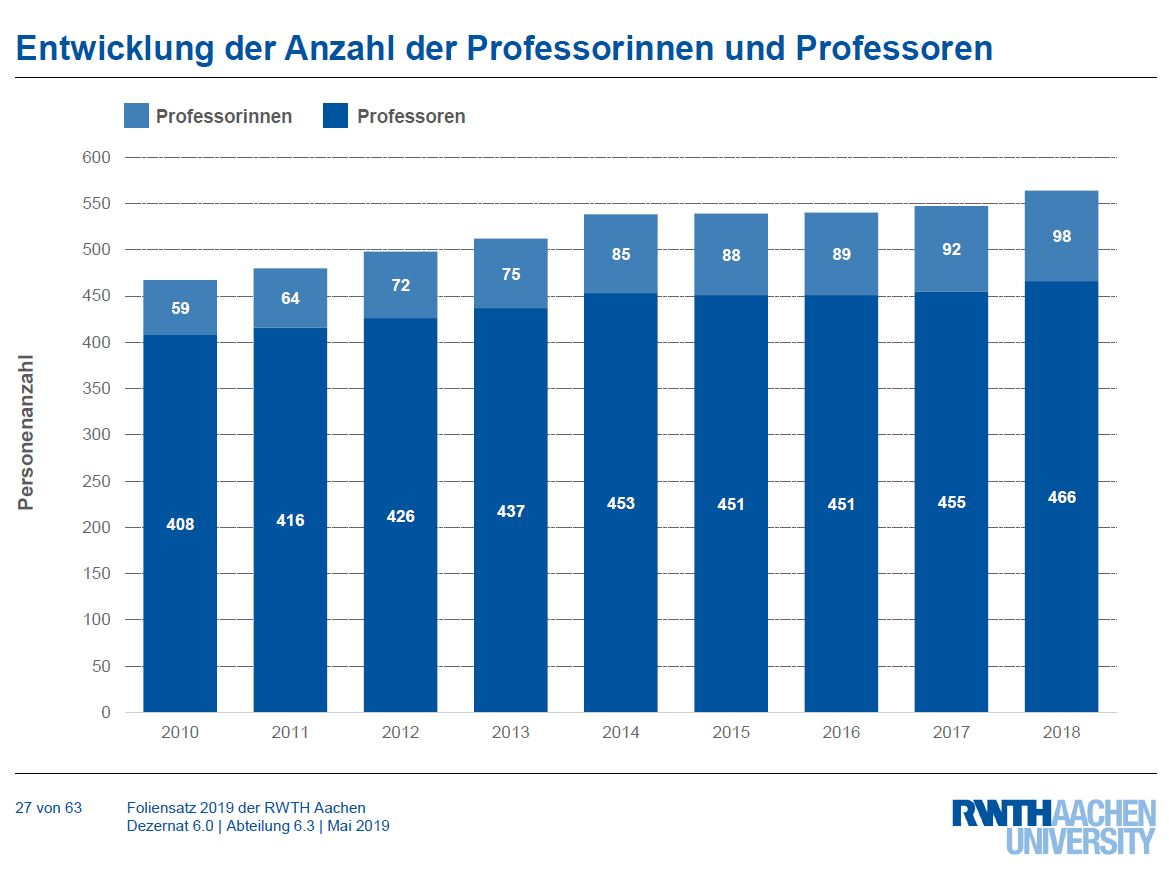 Entwicklung der Anzahl der Professorinnen und Professoren
Professorinnen Professoren
Personenanzahl
600
550
500
450
400
350
300
250
200
150
100
50
0
59 64 72 75 85 88 89 92 98
408 416 426 437 453 451 451 455 466
2010 2011 2012 2013 2014 2015 2016 2017 2018
27 von 63
Foliensatz 2019 der RWTH Aachen
Dezernat 6.0 | Abteilung 6.3 | Mai 2019
RWTHAACHEN
UNIVERSITY